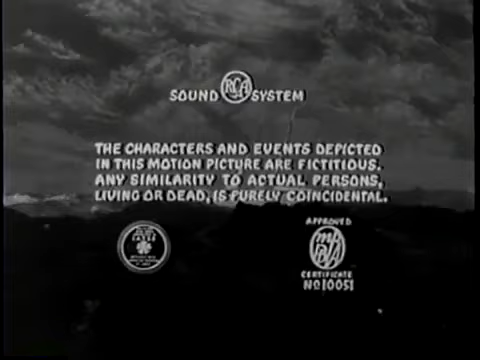 SOUND RCA SYSTEM
THE CHARACTERS AND EVENTS DEPICTED
IN THIS MOTION PICTURE ARE FICTITIOUS.
ANY SIMILARITY TO ACTUAL PERSONS,
LIVING OR DEAD, IS PURELY COINCIDENTAL.
APPROVED
CERTIFICATE
No 10051